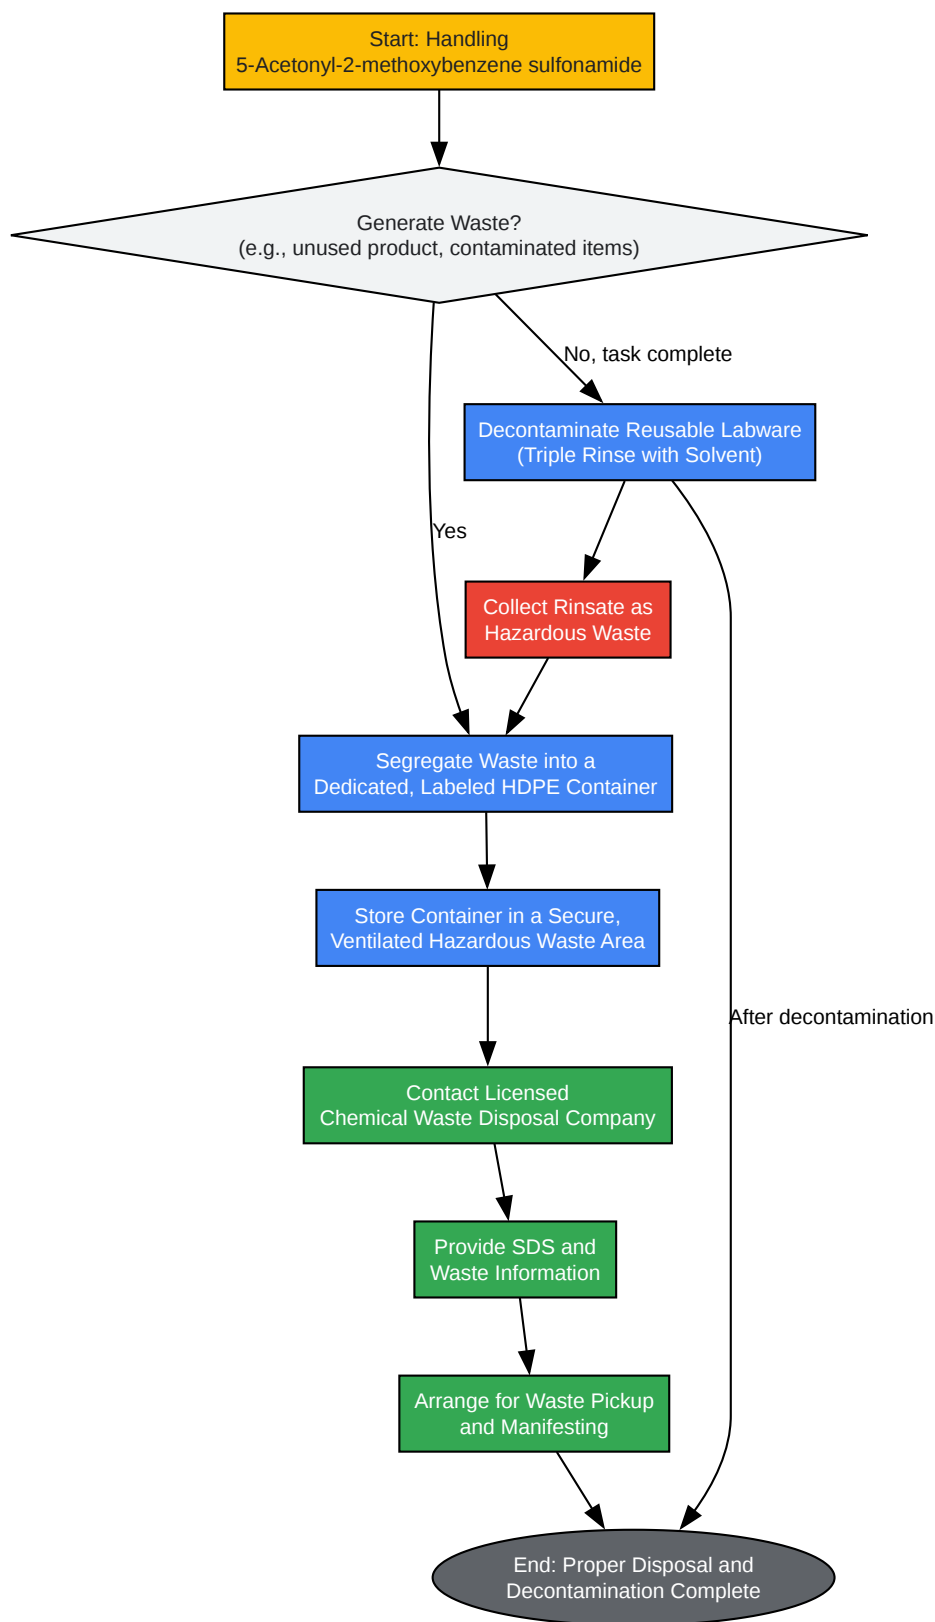 Start: Handling
5-Acetonyl-2-methoxybenzene sulfonamide
Generate Waste?
(e.g., unused product, contaminated items)
No, task complete
Decontaminate Reusable Labware
(Triple Rinse with Solvent)
Yes
Collect Rinsate as
Hazardous Waste
Segregate Waste into a
Dedicated, Labeled HDPE Container
Store Container in a Secure,
Ventilated Hazardous Waste Area
After decontamination
Contact Licensed
Chemical Waste Disposal Company
Provide SDS and
Waste Information
Arrange for Waste Pickup
and Manifesting
End: Proper Disposal and
Decontamination Complete